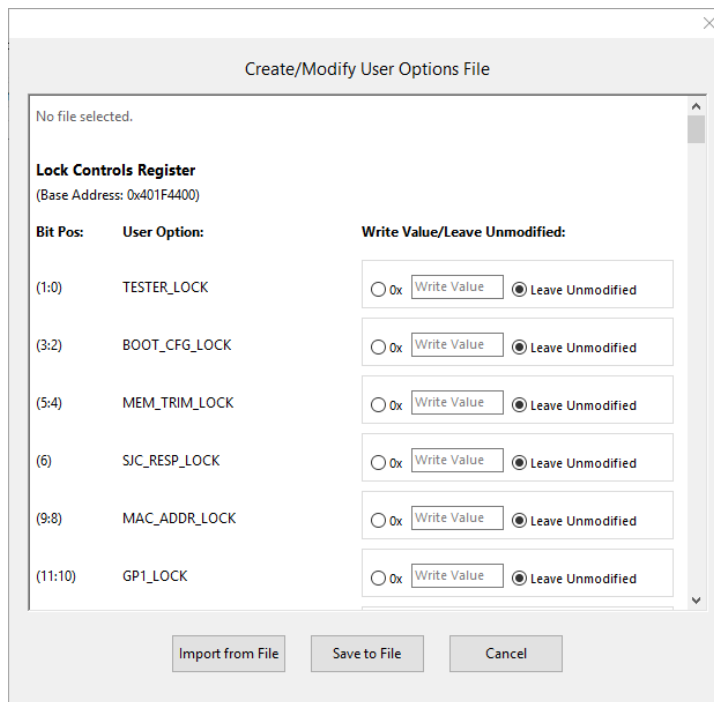 Create/Modify User Options File
No file selected.
Lock Controls Register
(Base Address: 0x401F4400)
Bit Pos: User Option: Write Value/Leave Unmodified:
(1:0) TESTER_LOCK 0x Write Value Leave Unmodified
(3:2) BOOT_CFG_LOCK 0x Write Value Leave Unmodified
(5:4) MEM_TRIM_LOCK 0x Write Value Leave Unmodified
(6) SJC_RESP_LOCK 0x Write Value Leave Unmodified
(9:8) MAC_ADDR_LOCK 0x Write Value Leave Unmodified
(11:10) GP1_LOCK 0x Write Value Leave Unmodified
Import from File Save to File Cancel